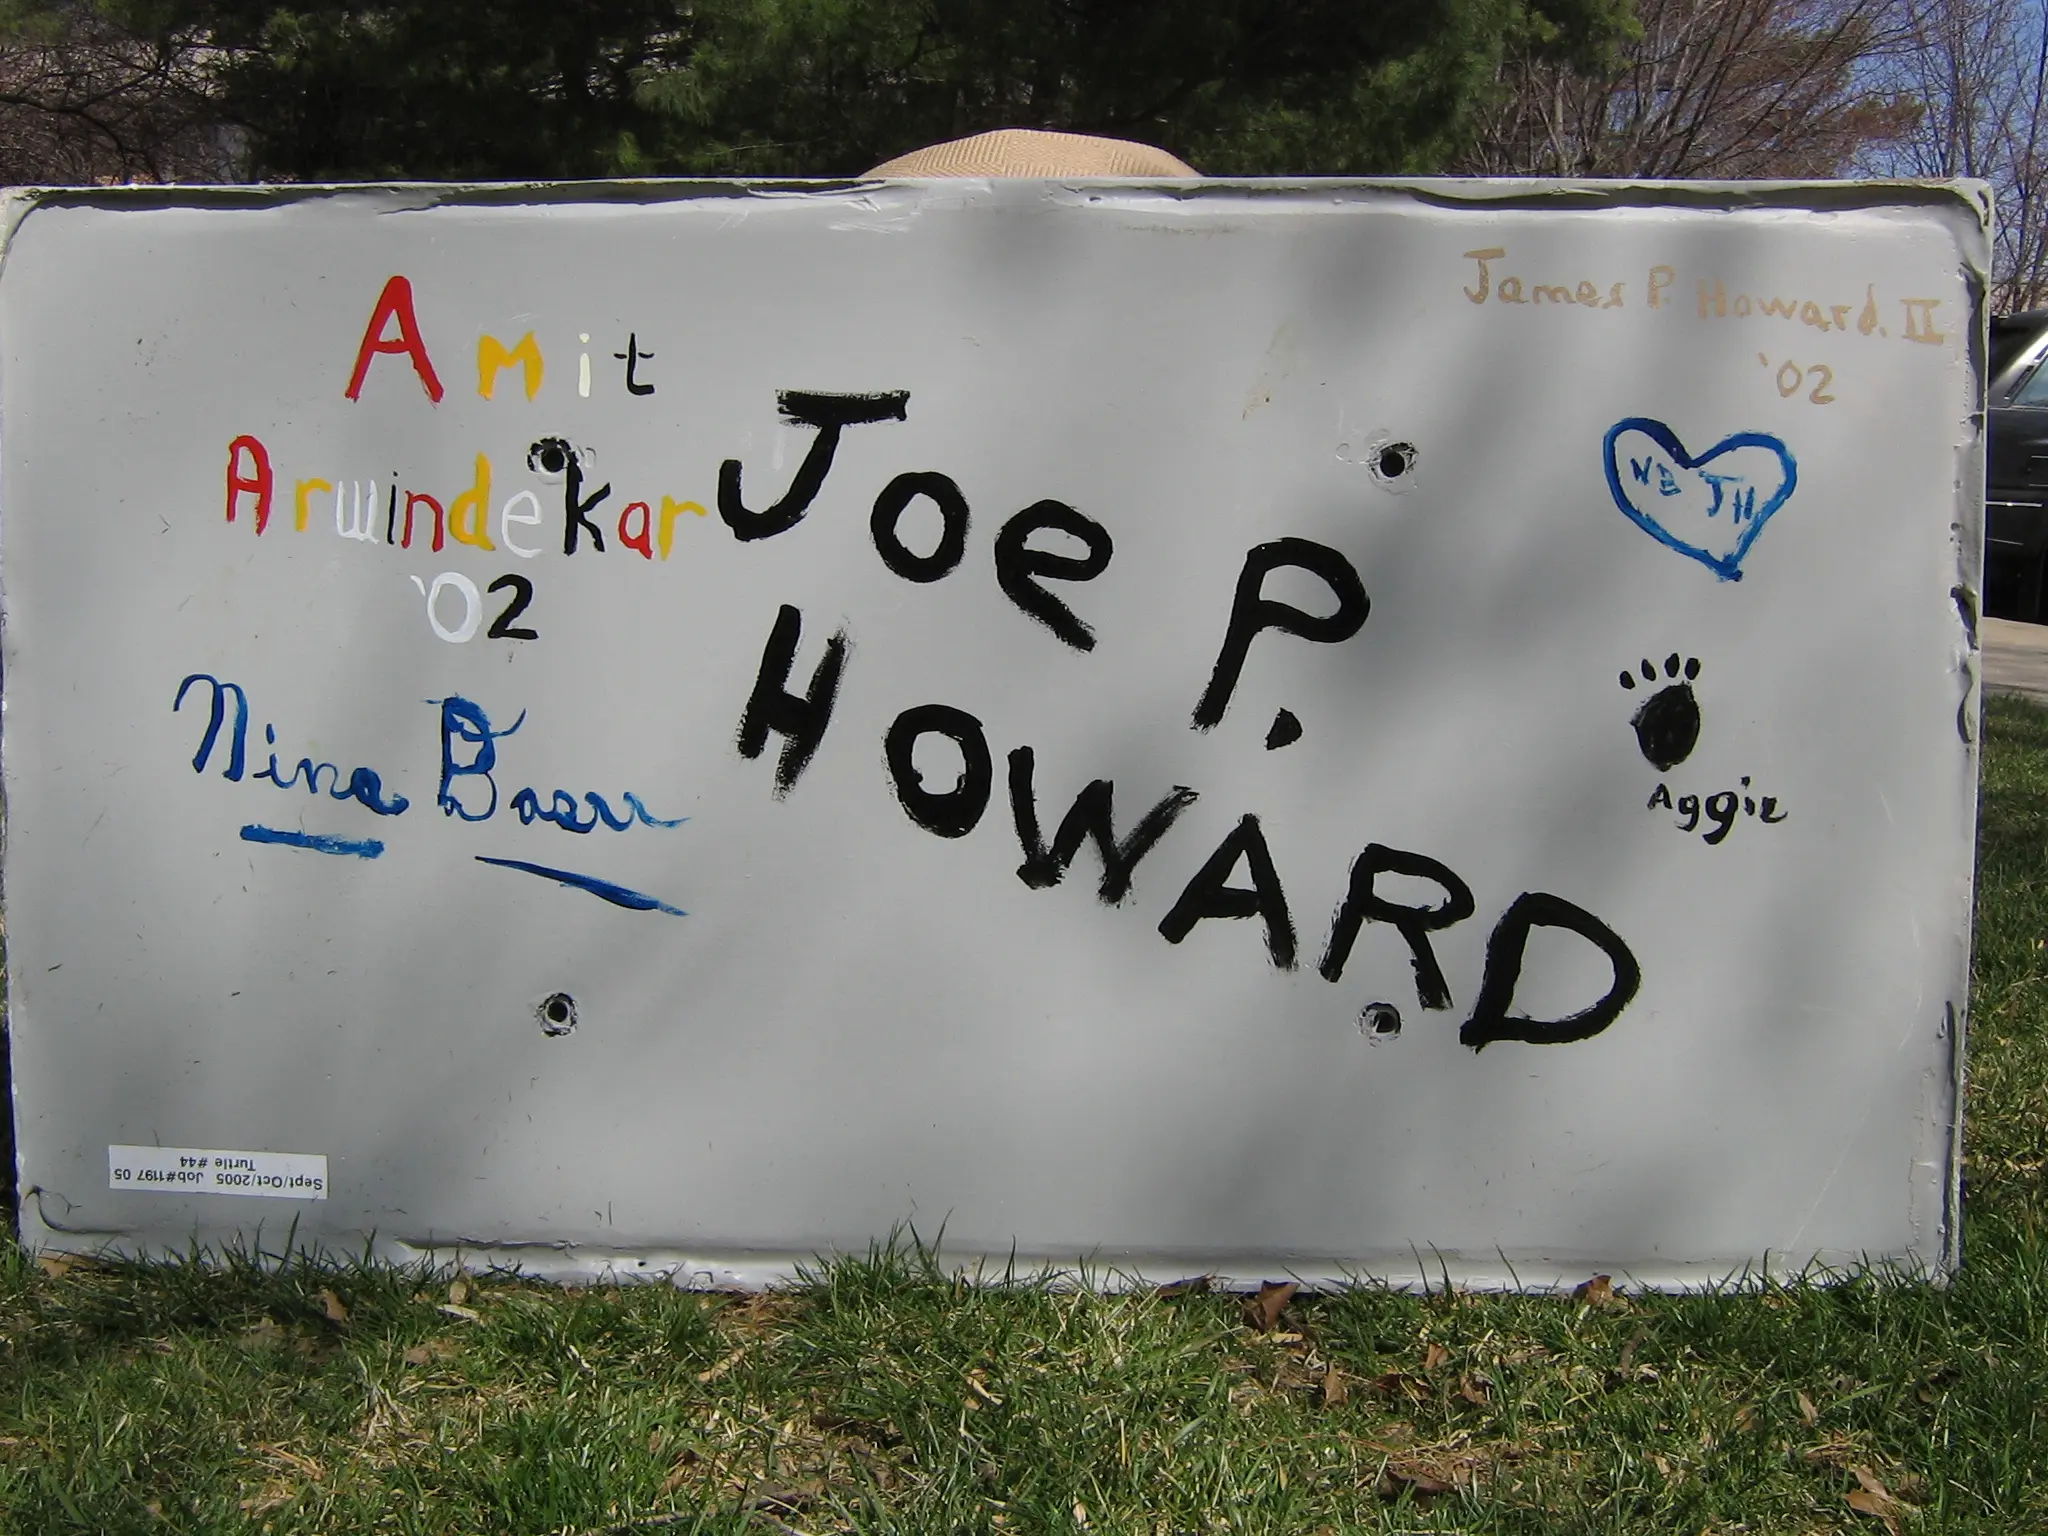 Amit
Arwindekar
'02
Nina Basu
Joe P.
HOWARD
James P. Howard, II
'02
NB JH
Aggie
Sept/Oct/2005 Job#1197 05
Turtle #44